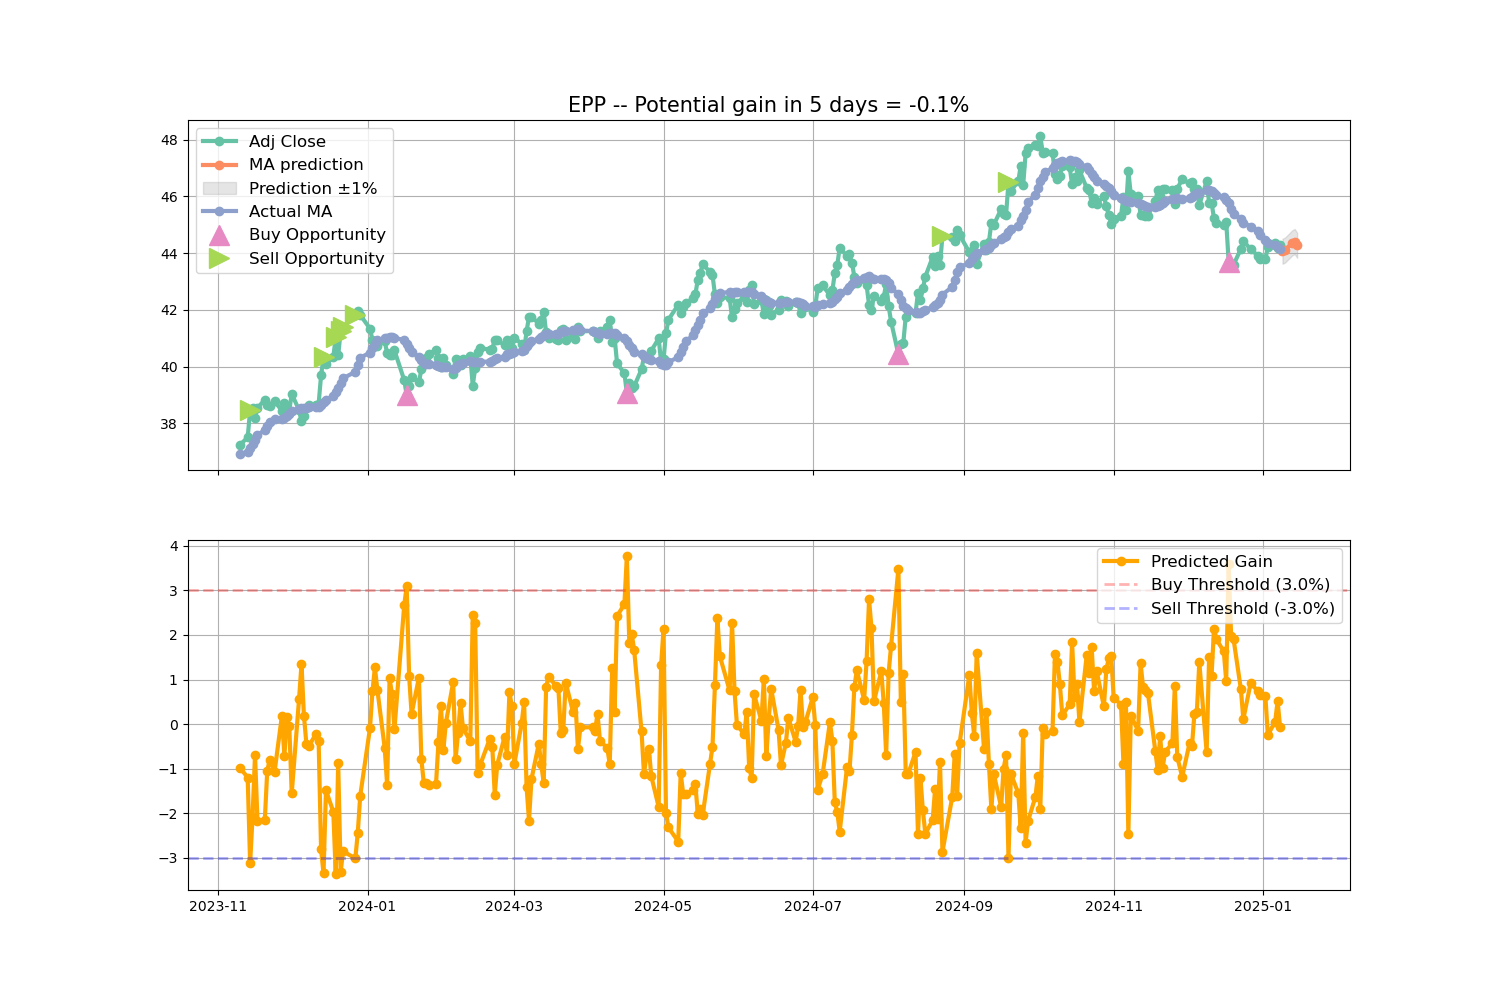 EPP -- Potential gain in 5 days = -0.1%
48
46
44
42
40
38
Adj Close
MA prediction
Prediction ±1%
Actual MA
Buy Opportunity
Sell Opportunity
4
3
2
1
0
−1
−2
−3
Predicted Gain
Buy Threshold (3.0%)
Sell Threshold (-3.0%)
2023-11
2024-01
2024-03
2024-05
2024-07
2024-09
2024-11
2025-01